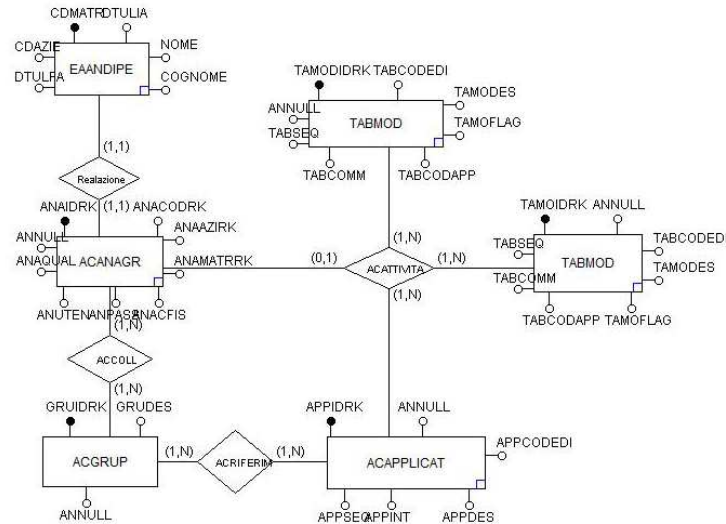 CDMATR DTULIA
CDAZIE
NOME
EAANDIPE
DTULFA
COGNOME
(1,1)
Realazione
(1,1)
TAMODIDRK TABCODEDI
ANNULL
TAMODES
TABMOD
TABSEQ
TAMOFLAG
TABCOMM
TABCODAPP
ANAIDRK
ANACODRK
ANNULL
ANAAZIRK
ACANAGR
ANAQUAL
ANAMATRRK
ANUTEN ANPASS ANACFIS
(0,1)
(1,N)
ACATTIVITA
(1,N)
(1,N)
TAMOIDRK ANNULL
TABSEQ
TABCODEDI
TABMOD
TABCOMM
TAMODES
TABCODAPP TAMOFLAG
(1,N)
ACCOLL
(1,N)
GRUIDRK GRUDES
ACGRUP
ANNULL
(1,N)
ACRIFERIM
(1,N)
APPIDRK
ANNULL
APPCODEDI
ACAPPLICAT
APPSEQ APPINT
APPDES